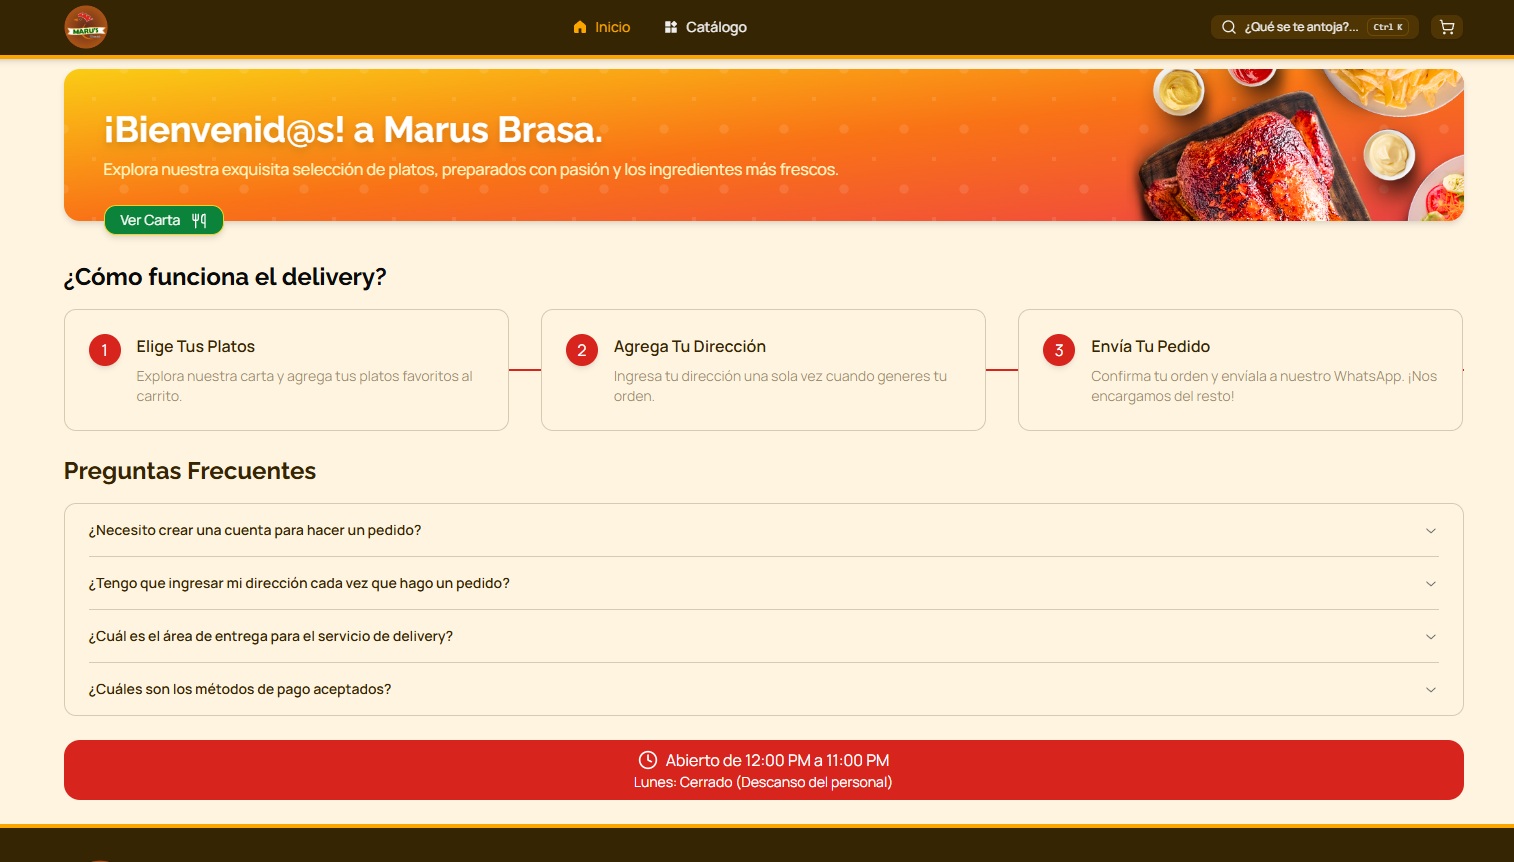 MARU'S
Inicio
Catálogo
¿Qué se te antoja?...
Ctrl K
¡Bienvenid@s! a Marus Brasa.
Explora nuestra exquisita selección de platos, preparados con pasión y los ingredientes más frescos.
Ver Carta
¿Cómo funciona el delivery?
1
Elige Tus Platos
Explora nuestra carta y agrega tus platos favoritos al
carrito.
2
Agrega Tu Dirección
Ingresa tu dirección una sola vez cuando generes tu
orden.
3
Envía Tu Pedido
Confirma tu orden y envíala a nuestro WhatsApp. ¡Nos
encargamos del resto!
Preguntas Frecuentes
¿Necesito crear una cuenta para hacer un pedido?
¿Tengo que ingresar mi dirección cada vez que hago un pedido?
¿Cuál es el área de entrega para el servicio de delivery?
¿Cuáles son los métodos de pago aceptados?
Abierto de 12:00 PM a 11:00 PM
Lunes: Cerrado (Descanso del personal)